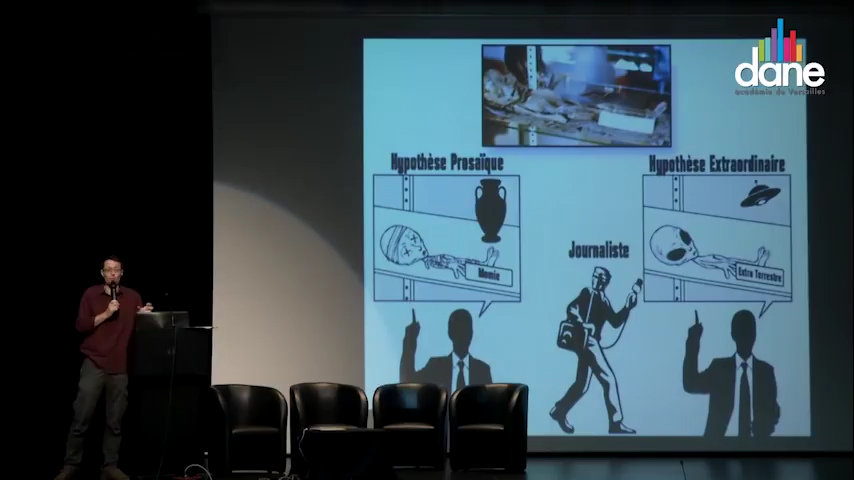 dane
académie de Versailles
Hypothèse Prosaïque
Hypothèse Extraordinaire
Journaliste
Momie
Extra Terrestre